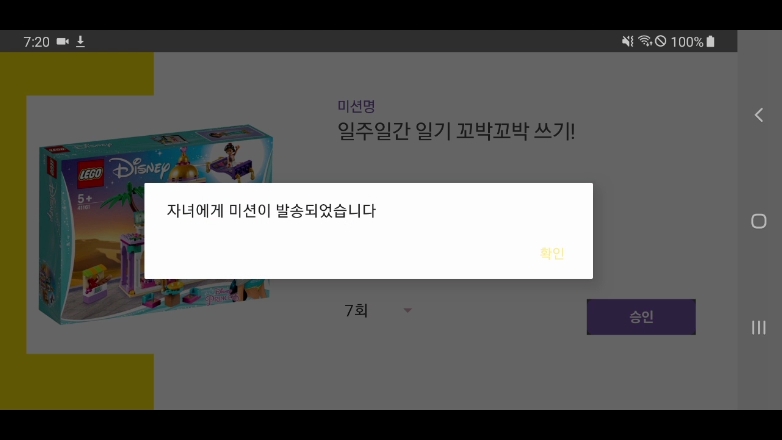 7:20
100%
미션명
일주일간 일기 꼬박꼬박 쓰기!
LEGO
Disney
5+
자녀에게 미션이 발송되었습니다
확인
7회
승인